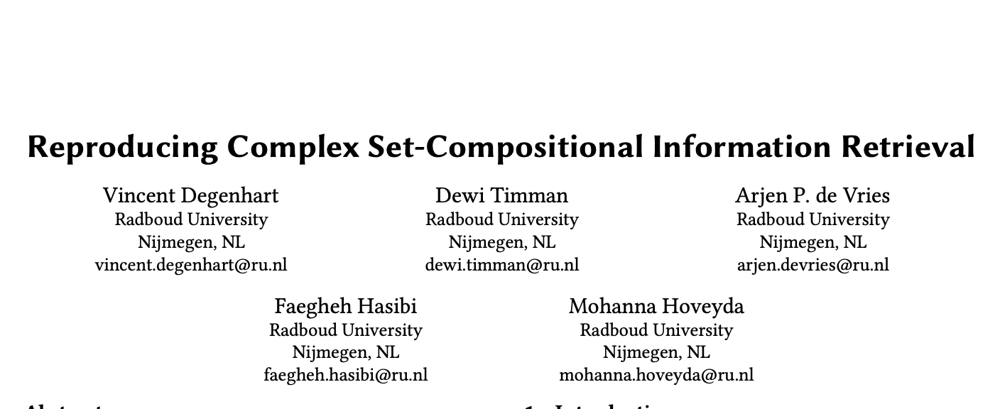 Reproducing Complex Set-Compositional Information Retrieval
Vincent Degenhart
Radboud University
Nijmegen, NL
vincent.degenhart@ru.nl
Dewi Timman
Radboud University
Nijmegen, NL
dewi.timman@ru.nl
Arjen P. de Vries
Radboud University
Nijmegen, NL
arjen.devries@ru.nl
Faegheh Hasibi
Radboud University
Nijmegen, NL
faegheh.hasibi@ru.nl
Mohanna Hoveyda
Radboud University
Nijmegen, NL
mohanna.hoveyda@ru.nl